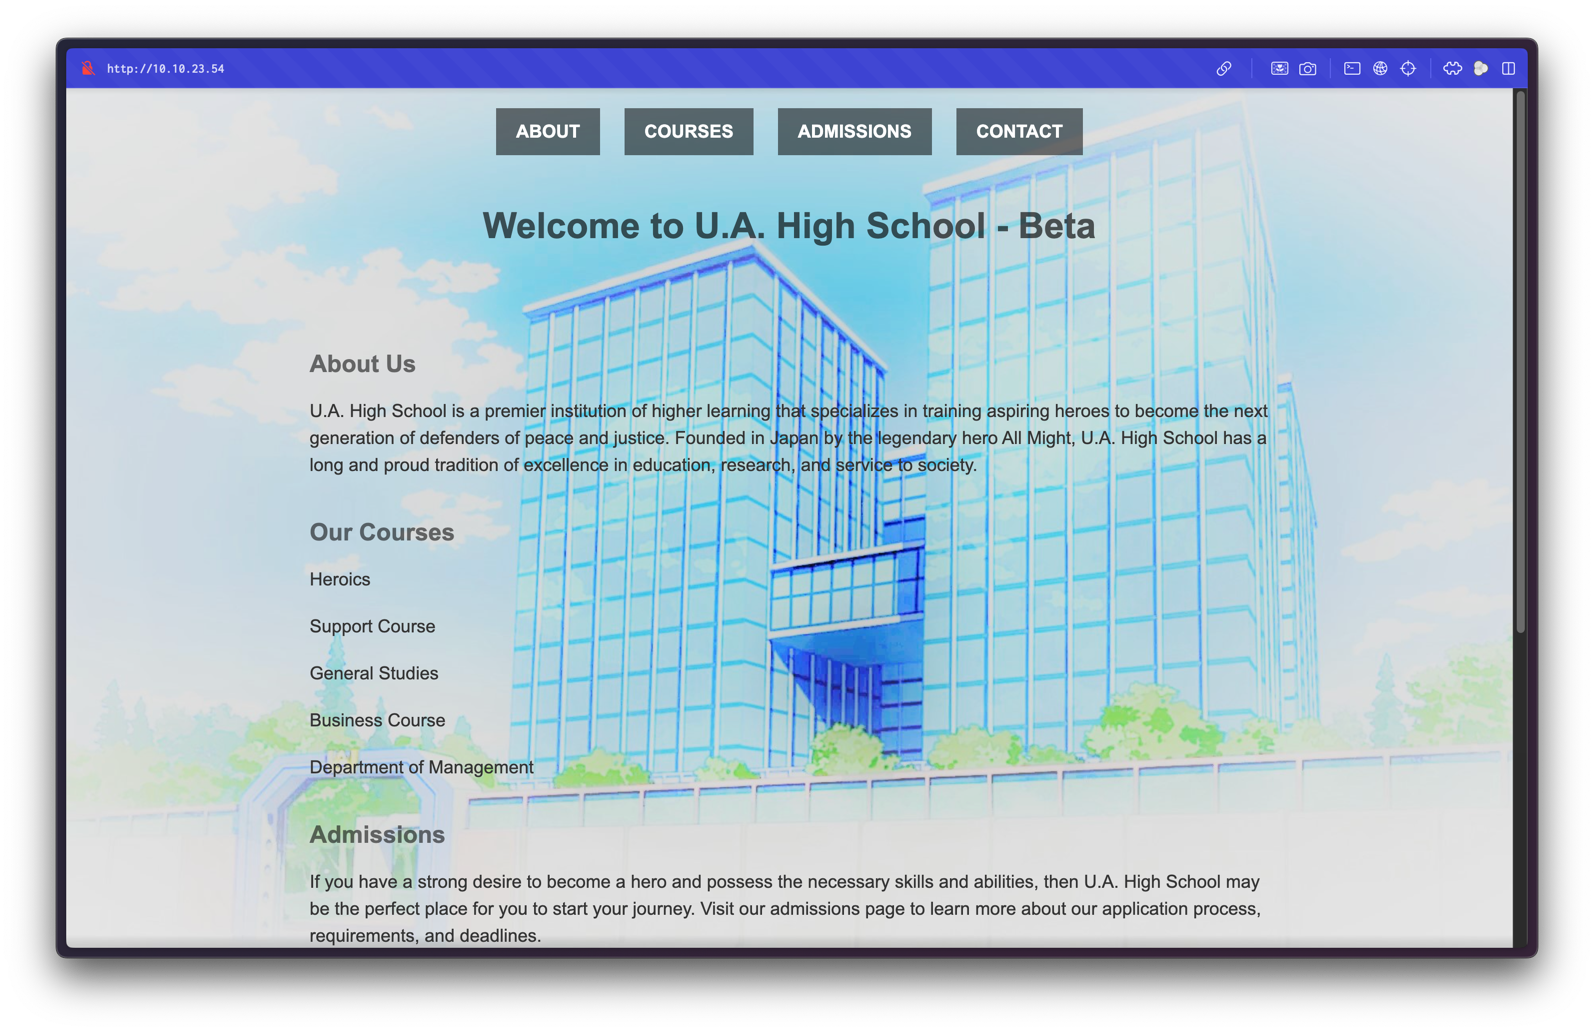 http://10.10.23.54
ABOUT COURSES ADMISSIONS CONTACT
Welcome to U.A. High School - Beta
About Us
U.A. High School is a premier institution of higher learning that specializes in training aspiring heroes to become the next
generation of defenders of peace and justice. Founded in Japan by the legendary hero All Might, U.A. High School has a
long and proud tradition of excellence in education, research, and service to society.
Our Courses
Heroics
Support Course
General Studies
Business Course
Department of Management
Admissions
If you have a strong desire to become a hero and possess the necessary skills and abilities, then U.A. High School may
be the perfect place for you to start your journey. Visit our admissions page to learn more about our application process,
requirements, and deadlines.